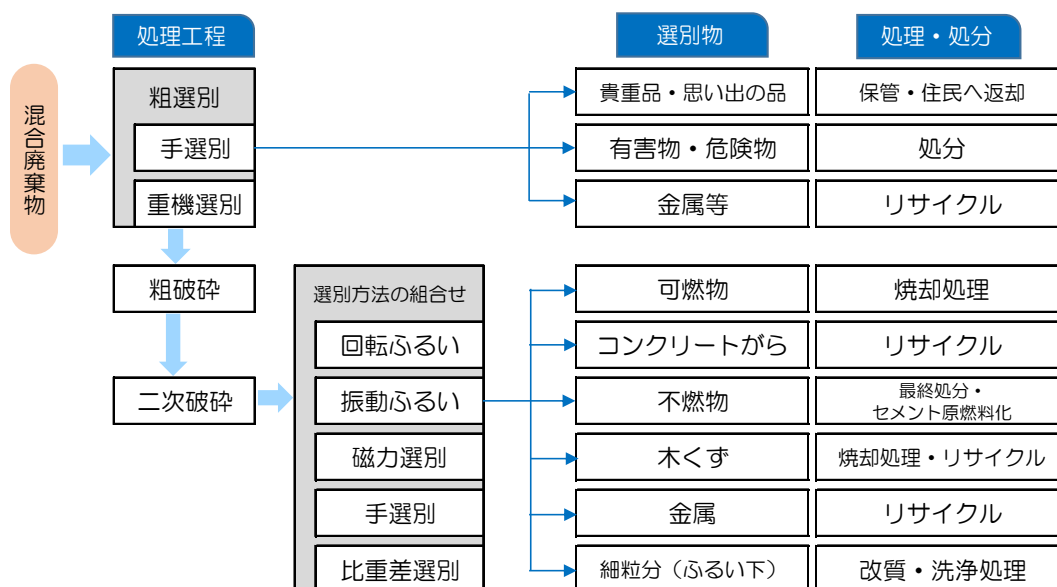 処理工程
選別物
処理・処分
混合廃棄物
粗選別
手選別
重機選別
貴重品・思い出の品
保管・住民へ返却
有害物・危険物
処分
金属等
リサイクル
粗破砕
二次破砕
選別方法の組合せ
回転ふるい
振動ふるい
磁力選別
手選別
比重差選別
可燃物
焼却処理
コンクリートがら
リサイクル
不燃物
最終処分・
セメント原燃料化
木くず
焼却処理・リサイクル
金属
リサイクル
細粒分（ふるい下）
改質・洗浄処理